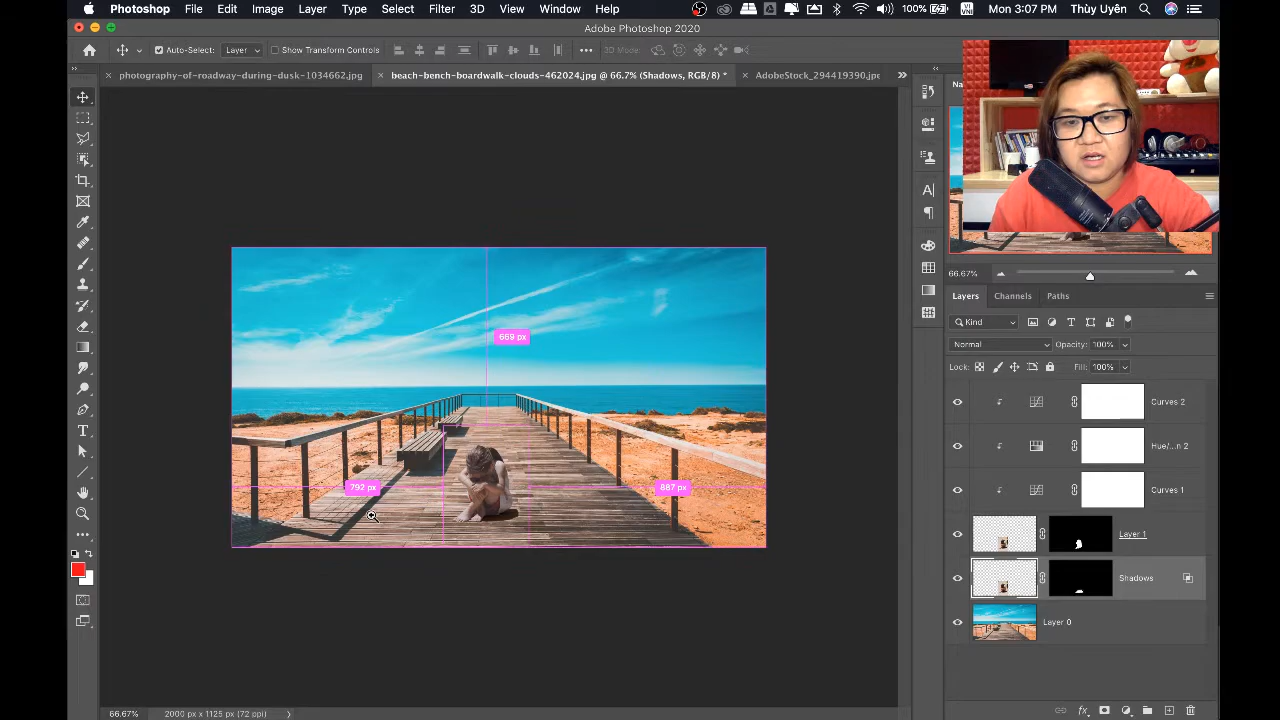 Photoshop File Edit Image Layer Type Select Filter 3D View Window Help 100% VI VNI Mon 3:07 PM Thùy Uyên
Adobe Photoshop 2020
Auto-Select: Layer Show Transform Controls 3D Mode:
photography-of-roadway-during-dusk-1034662.jpg beach-bench-boardwalk-clouds-462024.jpg @ 66.7% (Shadows, RGB/8) * AdobeStock_294419390.jpe
669 px
792 px
887 px
66.67%
Layers Channels Paths
Kind
Normal Opacity: 100%
Lock: Fill: 100%
Curves 2
Hue/...n 2
Curves 1
Layer 1
Shadows
Layer 0
fx
66.67% 2000 px x 1125 px (72 ppi)